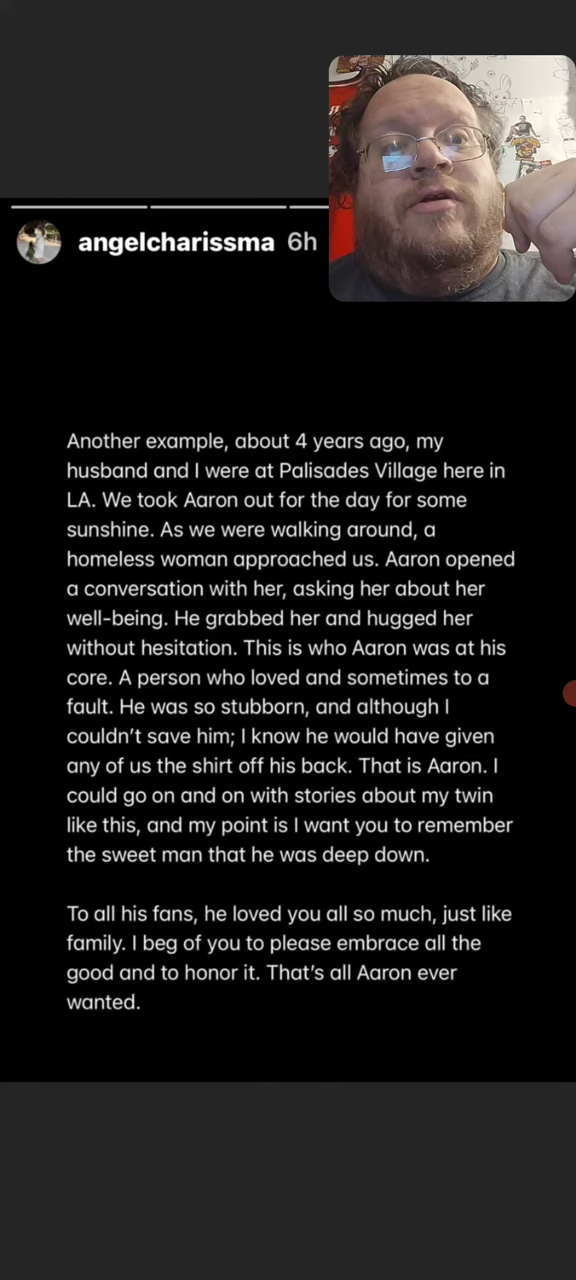 angelcharissma 6h
Another example, about 4 years ago, my
husband and I were at Palisades Village here in
LA. We took Aaron out for the day for some
sunshine. As we were walking around, a
homeless woman approached us. Aaron opened
a conversation with her, asking her about her
well-being. He grabbed her and hugged her
without hesitation. This is who Aaron was at his
core. A person who loved and sometimes to a
fault. He was so stubborn, and although I
couldn’t save him; I know he would have given
any of us the shirt off his back. That is Aaron. I
could go on and on with stories about my twin
like this, and my point is I want you to remember
the sweet man that he was deep down.
To all his fans, he loved you all so much, just like
family. I beg of you to please embrace all the
good and to honor it. That’s all Aaron ever
wanted.